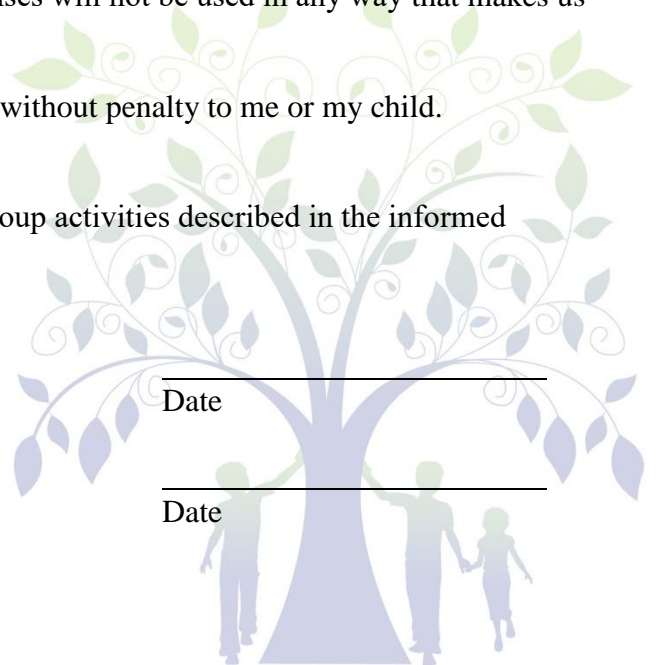 ises will not be used in any way that makes us
without penalty to me or my child.
oup activities described in the informed
Date
Date